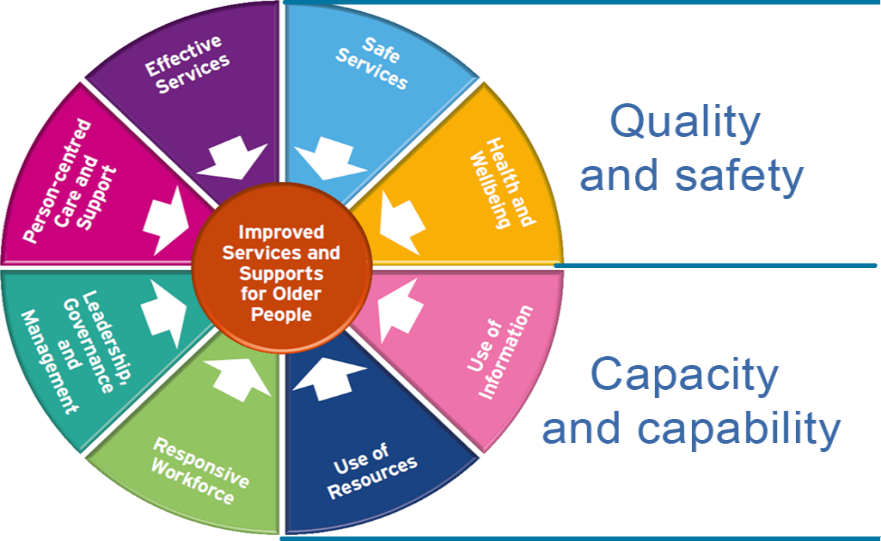 Effective
Services
Safe
Services
Person-centred
Care and
Support
Health and
Wellbeing
Quality
and safety
Improved
Services and
Supports
for Older
People
Leadership,
Governance
and
Management
Use of
Information
Capacity
and capability
Responsive
Workforce
Use of
Resources